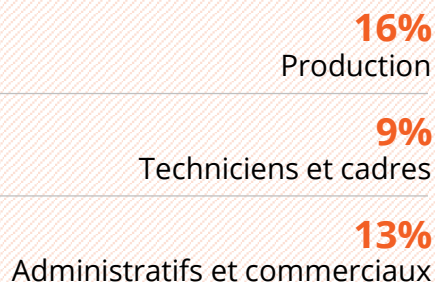 16%
Production
9%
Techniciens et cadres
13%
Administratifs et commerciaux